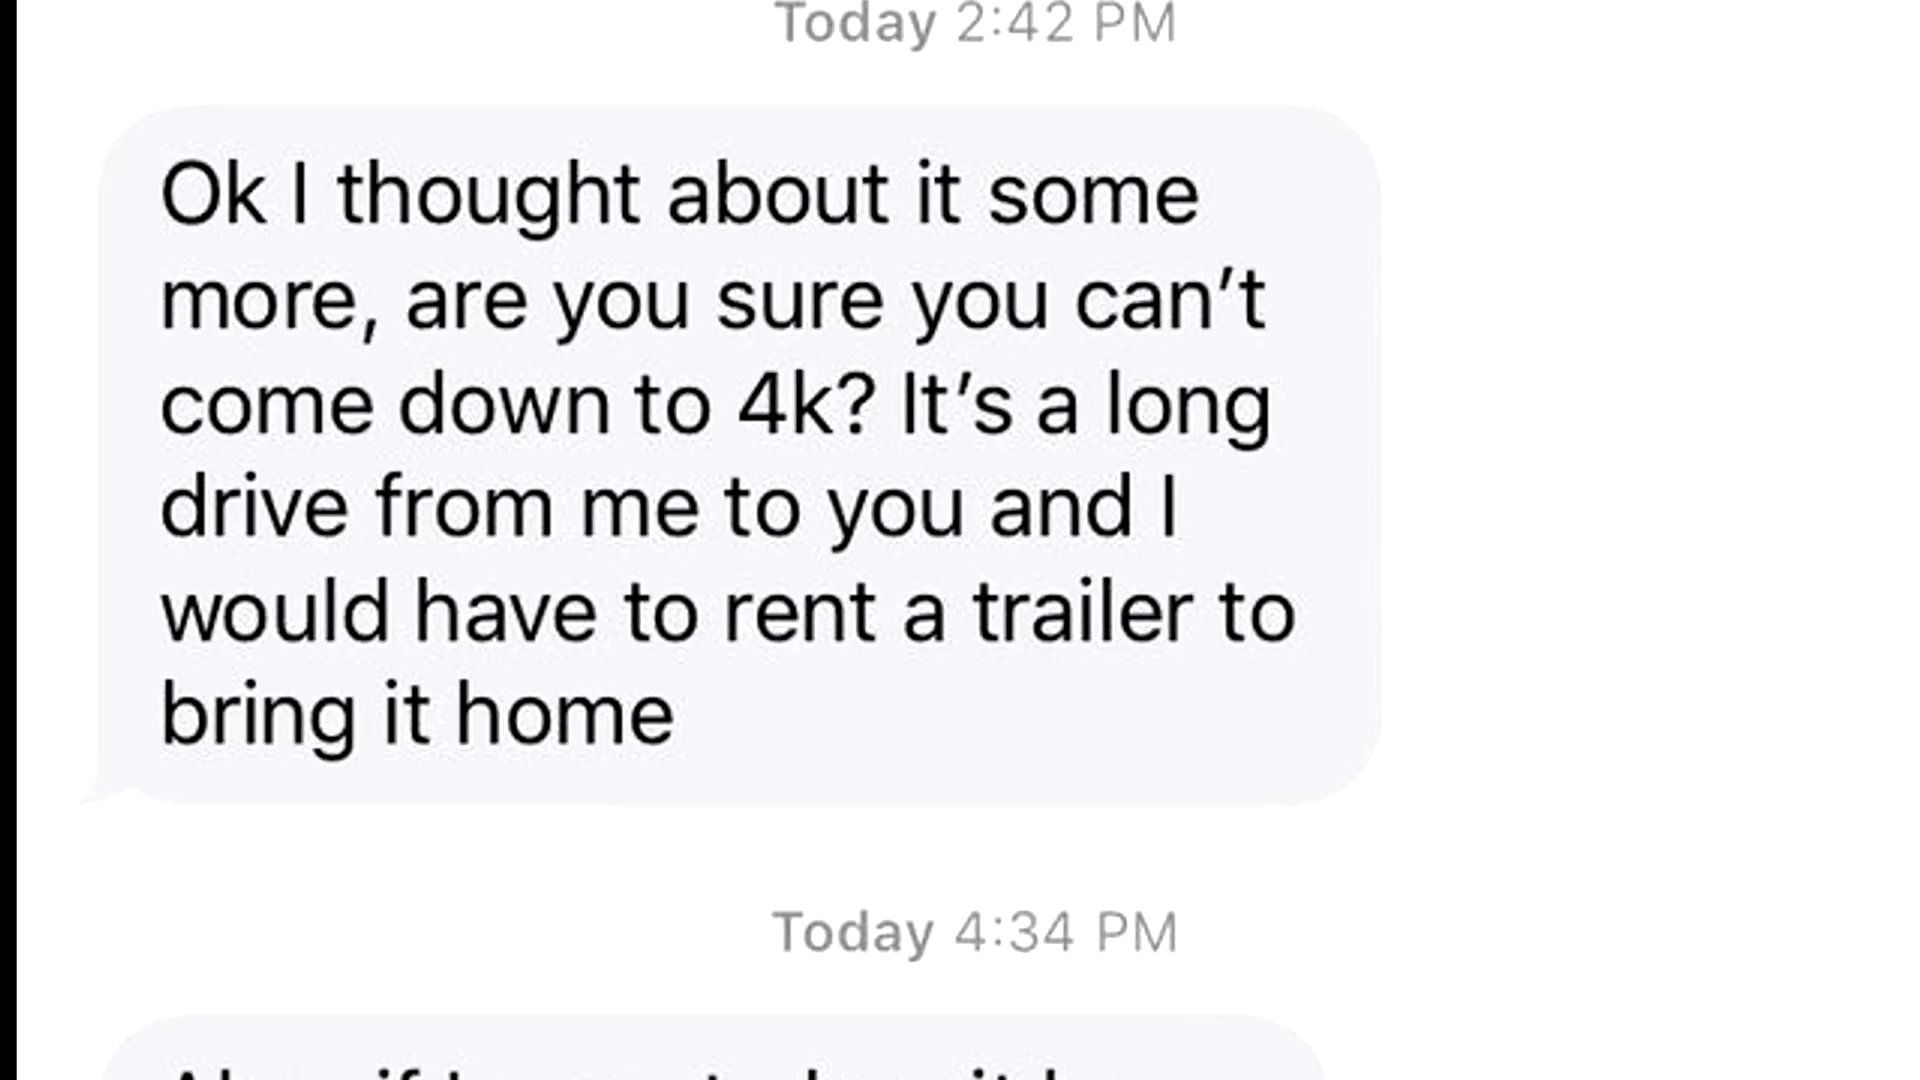 Today 2:42 PM
Ok I thought about it some
more, are you sure you can’t
come down to 4k? It’s a long
drive from me to you and I
would have to rent a trailer to
bring it home
Today 4:34 PM